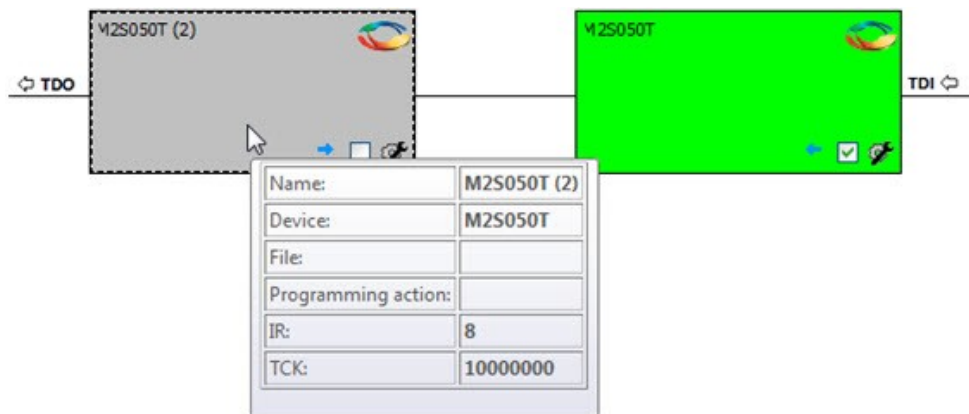 M2S050T (2)
M2S050T
TDO
TDI
Name: M2S050T (2)
Device: M2S050T
File:
Programming action:
IR: 8
TCK: 10000000